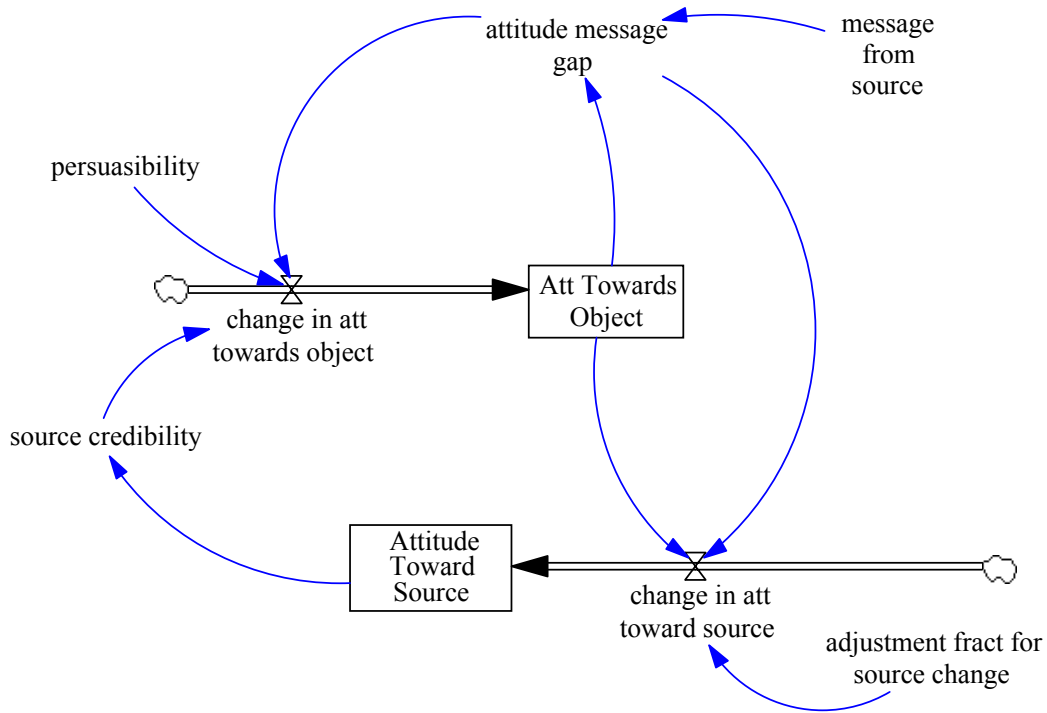 attitude message
gap
message
from
source
persuasibility
Att Towards
Object
change in att
towards object
source credibility
Attitude
Toward
Source
change in att
toward source
adjustment fract for
source change